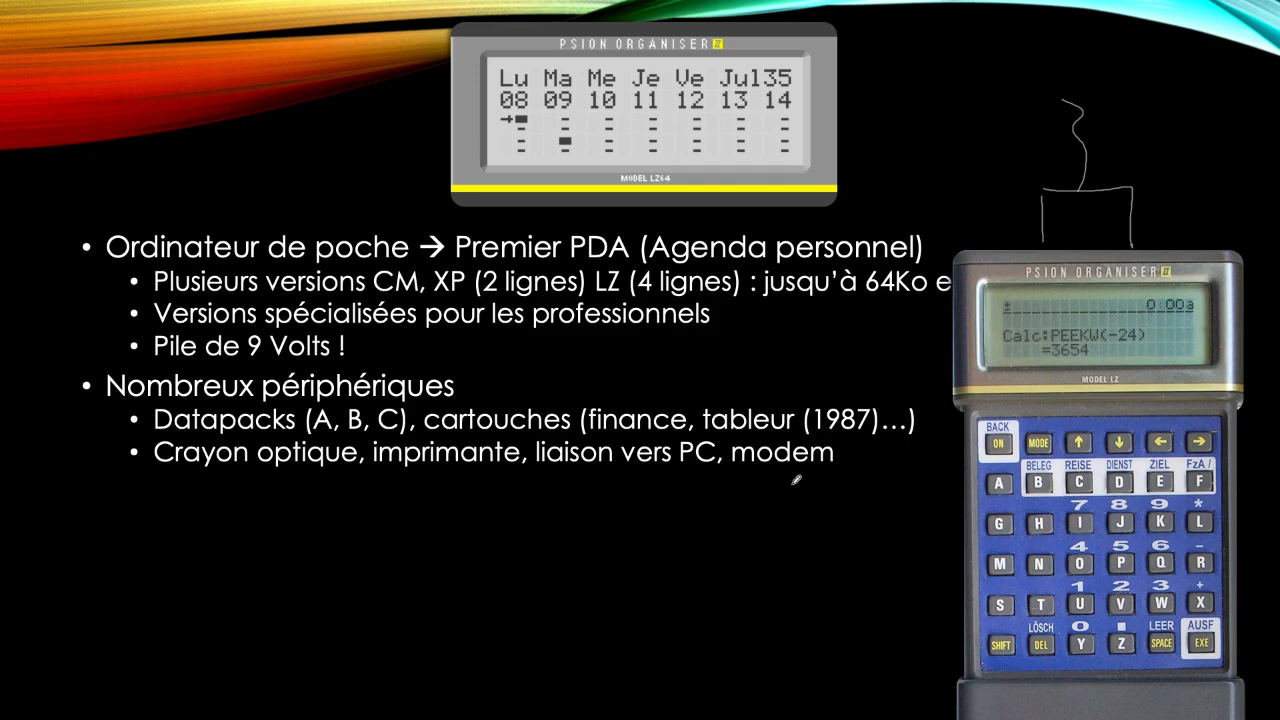 PSION ORGANISER II
Lu Ma Me Je Ve Jul35
08 09 10 11 12 13 14
MODEL LZ64
• Ordinateur de poche → Premier PDA (Agenda personnel)
• Plusieurs versions CM, XP (2 lignes) LZ (4 lignes) : jusqu’à 64Ko e
• Versions spécialisées pour les professionnels
• Pile de 9 Volts !
• Nombreux périphériques
• Datapacks (A, B, C), cartouches (finance, tableur (1987)…)
• Crayon optique, imprimante, liaison vers PC, modem
PSION ORGANISER II
0:00a
Calc:PEEKW(-24)
=3654
MODEL LZ
BACK
ON MODE ↑ ↓ ← →
BELEG REISE DIENST ZIEL FzA /
A B C D E F
7 8 9 *
G H I J K L
4 5 6 -
M N O P Q R
1 2 3 +
S T U V W X
LÖSCH 0 . LEER AUSF
SHIFT DEL Y Z SPACE EXE